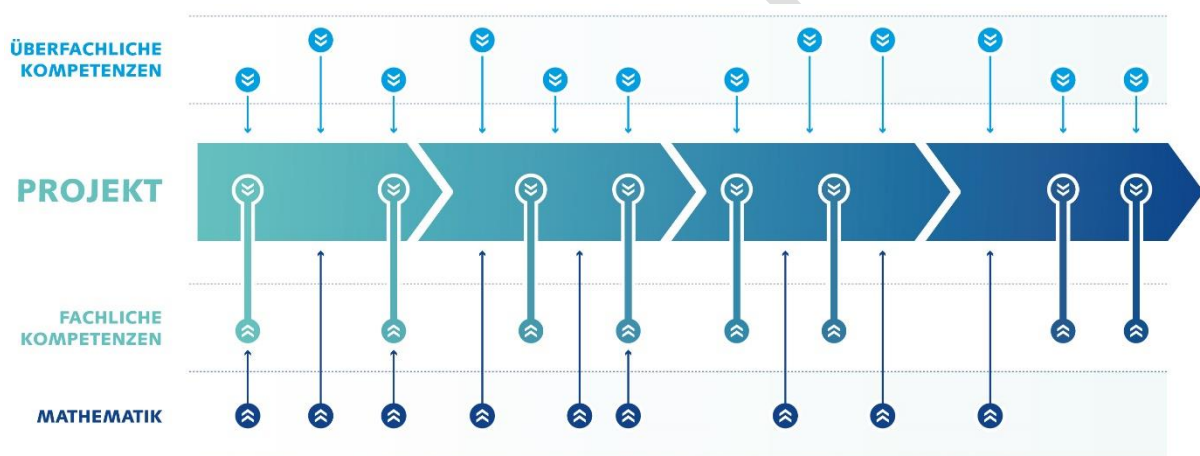 ÜBERFACHLICHE
KOMPETENZEN
PROJEKT
FACHLICHE
KOMPETENZEN
MATHEMATIK